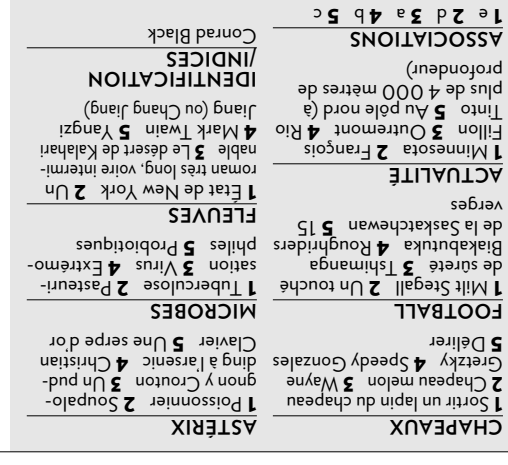 ASTÉRIX
1 Poissonnier 2 Soupalo-
gnon y Crouton 3 Un pud-
ding à l'arsenic 4 Christian
Clavier 5 Une serpe d'or
MICROBES
1 Tuberculose 2 Pasteuri-
sation 3 Virus 4 Extrémo-
philes 5 Probiotiques
FLEUVES
1 État de New York 2 Un
roman très long, voire intermi-
nable 3 Le désert de Kalahari
4 Mark Twain 5 Yangzi
Jiang (ou Chang Jiang)
IDENTIFICATION
/INDICES
Conrad Black
CHAPEAUX
1 Sortir un lapin du chapeau
2 Chapeau melon 3 Wayne
Gretzky 4 Speedy Gonzales
5 Délirer
FOOTBALL
1 Milt Stegall 2 Un touché
de sûreté 3 Tshimanga
Biakabutuka 4 Roughriders
de la Saskatchewan 5 15
verges
ACTUALITÉ
1 Minnesota 2 François
Fillon 3 Outremont 4 Rio
Tinto 5 Au pôle nord (à
plus de 4 000 mètres de
profondeur)
ASSOCIATIONS
1 e 2 d 3 a 4 b 5 c